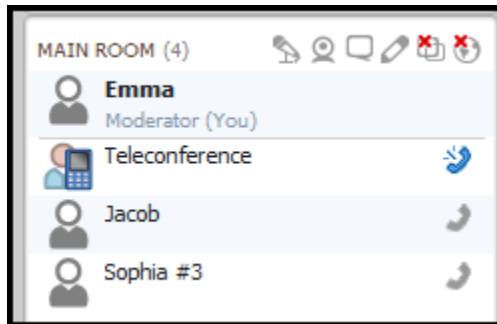 MAIN ROOM (4)
Emma
Moderator (You)
Teleconference
Jacob
Sophia #3